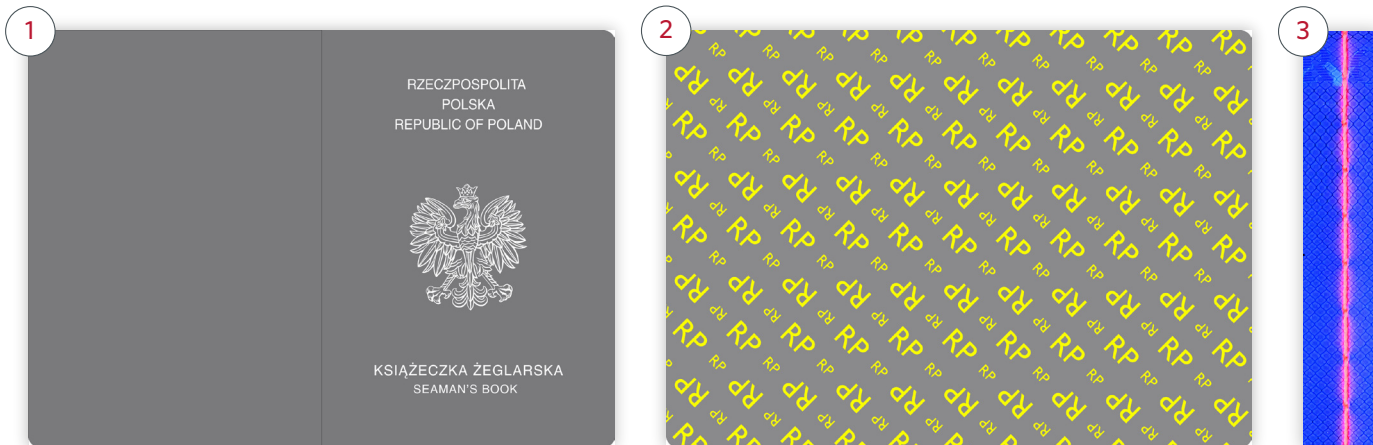 1
RZECZPOSPOLITA
POLSKA
REPUBLIC OF POLAND
KSIĄŻECZKA ŻEGLARSKA
SEAMAN'S BOOK
2
RP
3